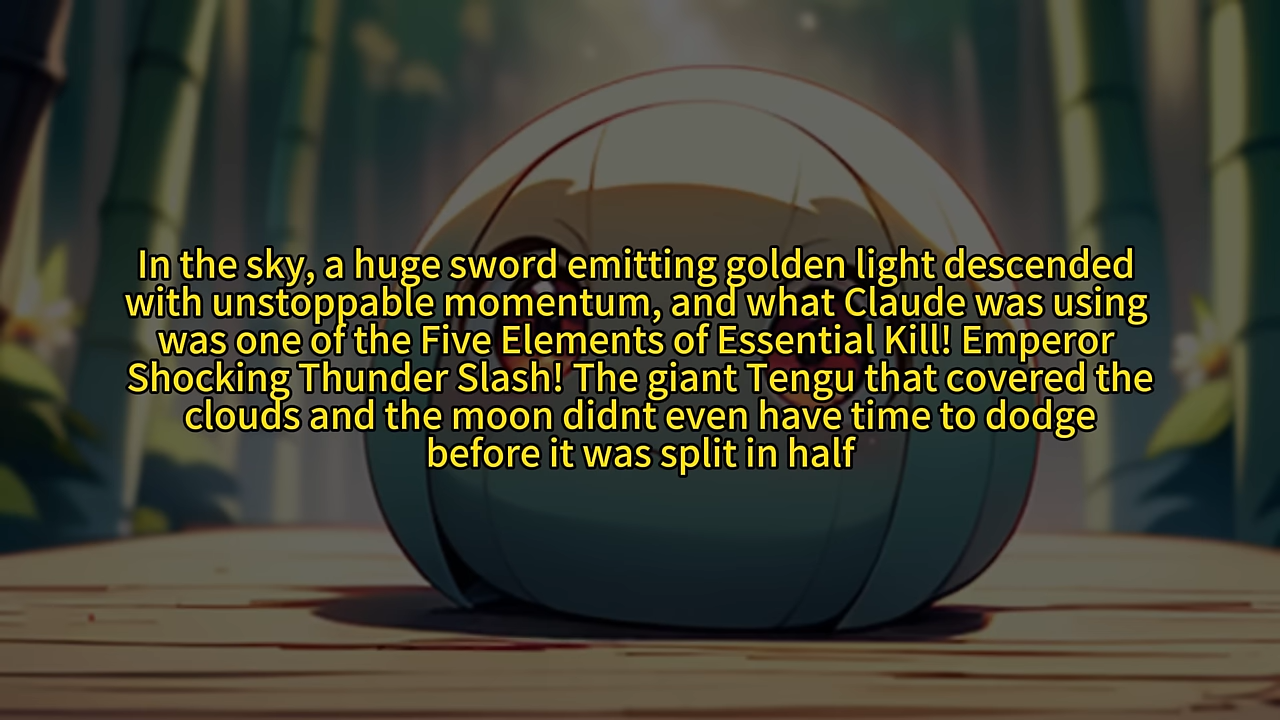 In the sky, a huge sword emitting golden light descended
with unstoppable momentum, and what Claude was using
was one of the Five Elements of Essential Kill! Emperor
Shocking Thunder Slash! The giant Tengu that covered the
clouds and the moon didnt even have time to dodge
before it was split in half